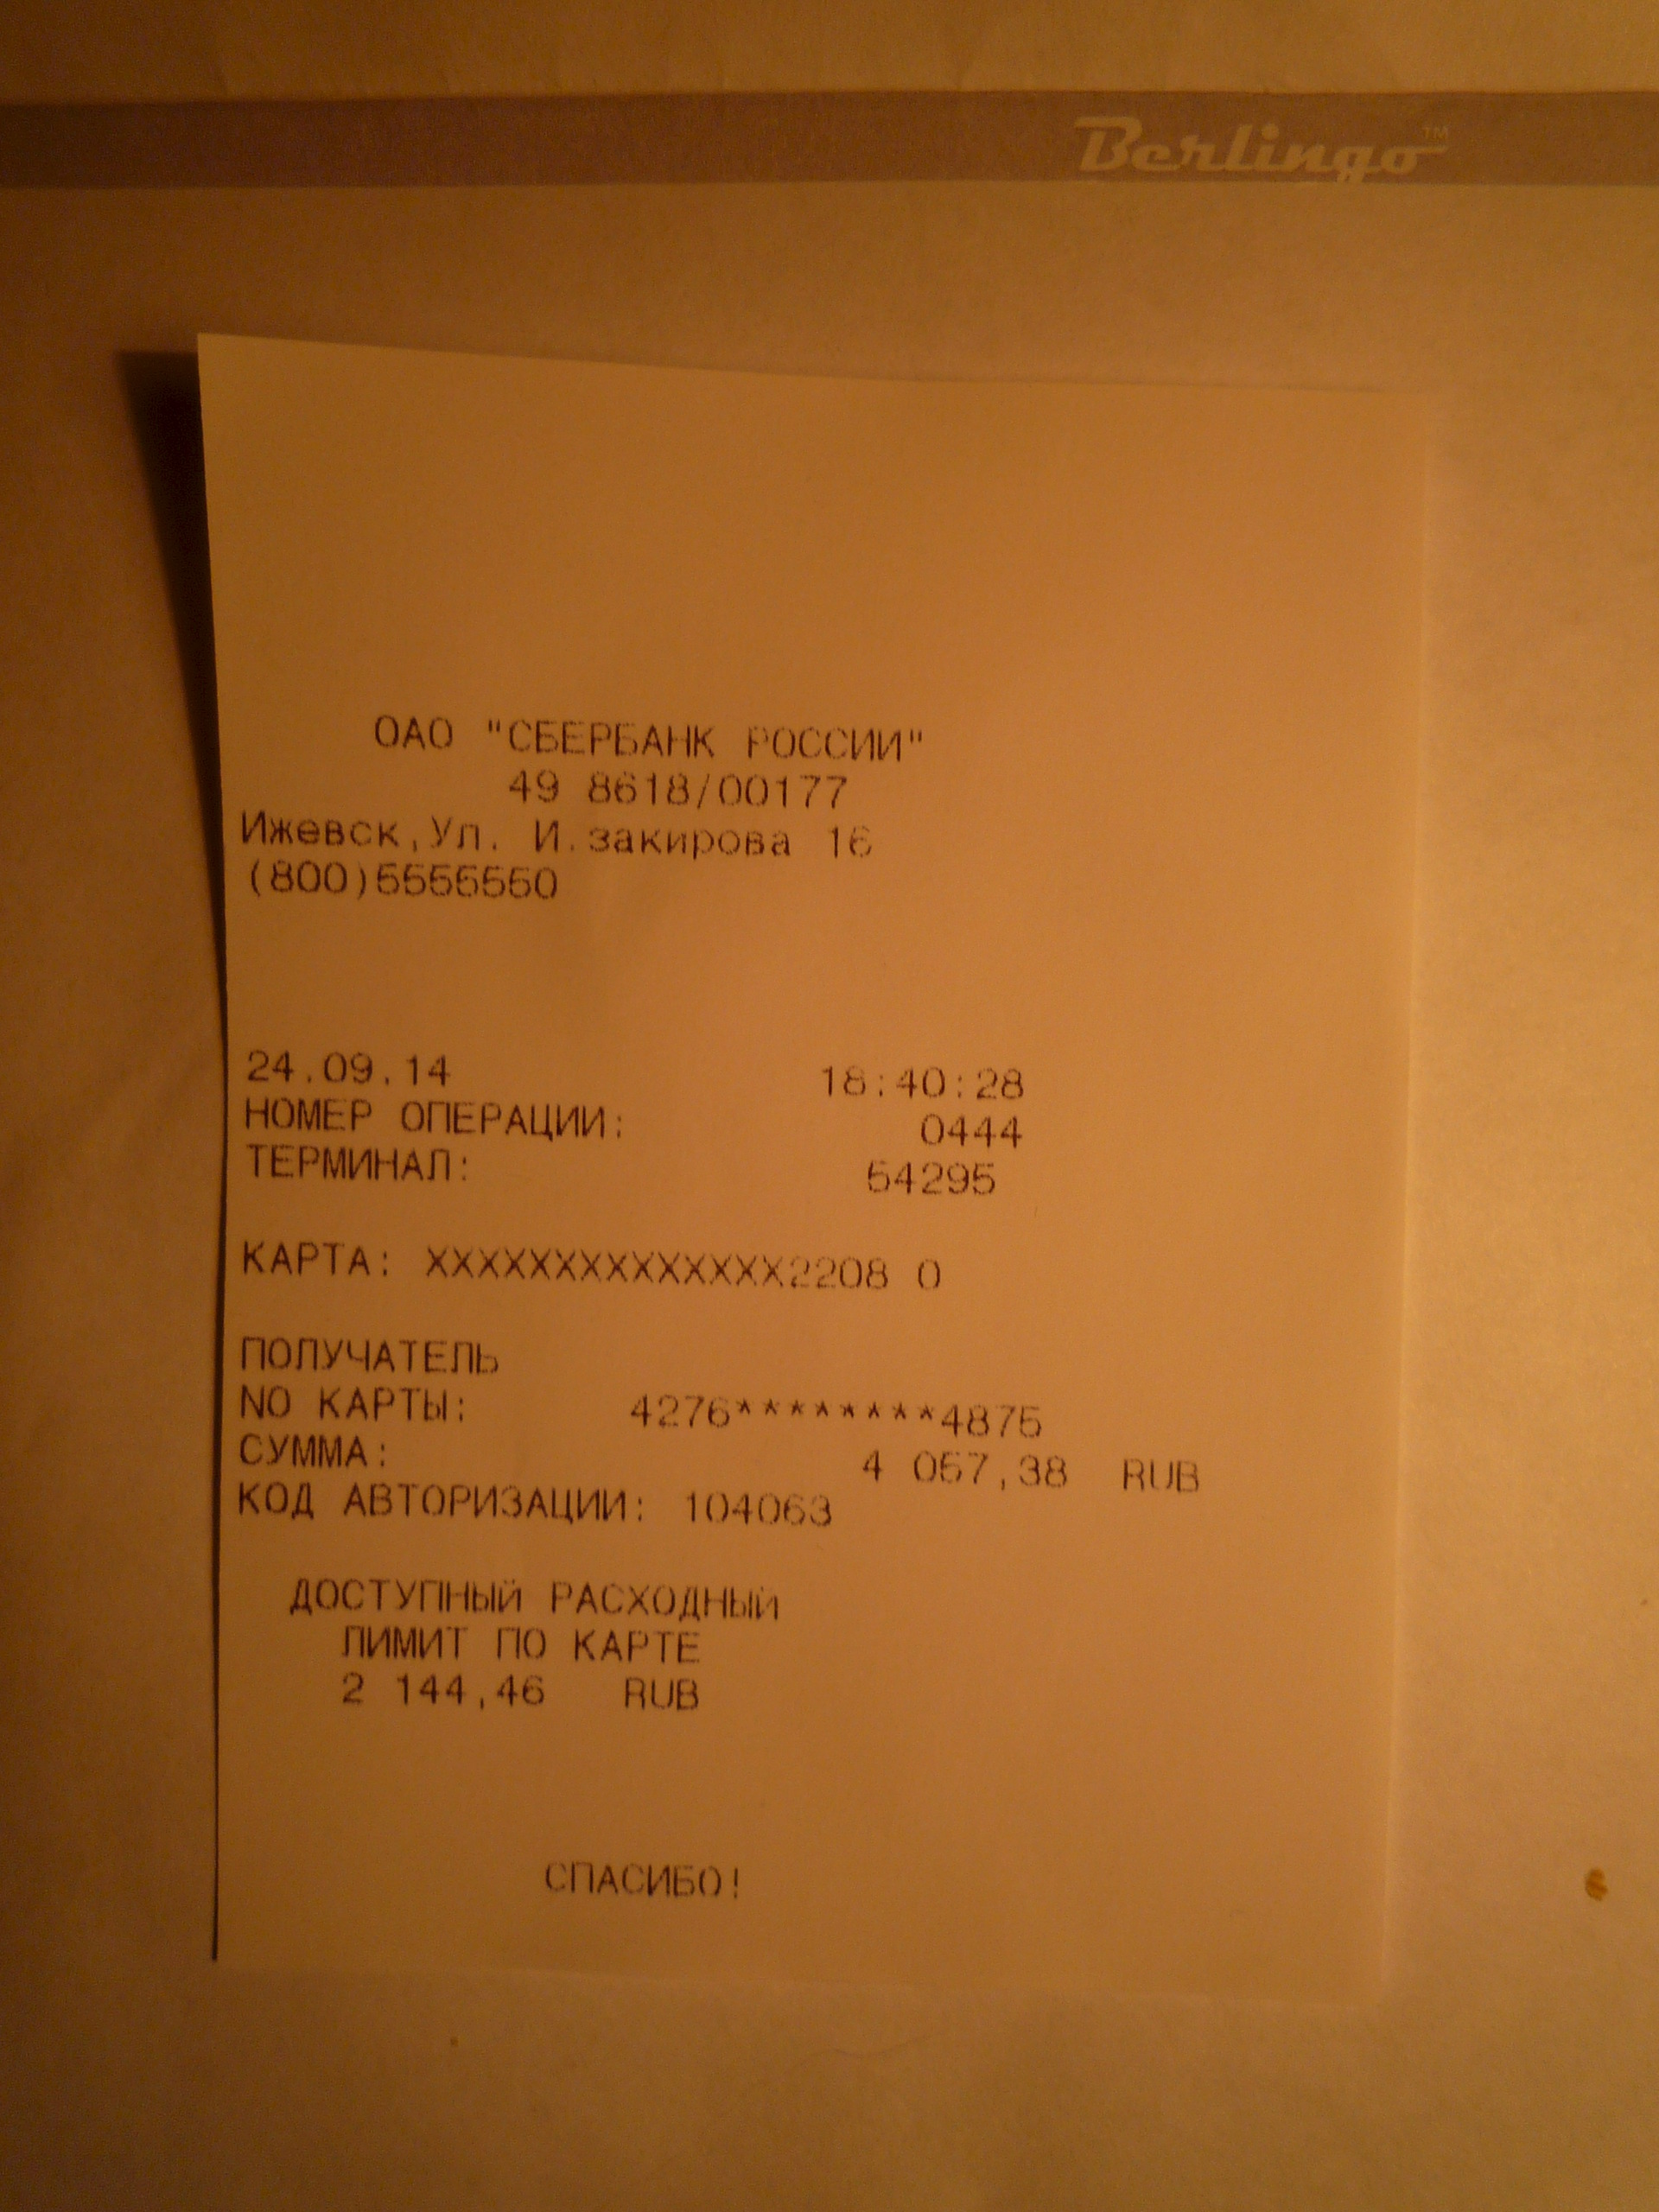 Berlingo™
ОАО "СБЕРБАНК РОССИИ"
49 8618/00177
Ижевск,Ул. И.закирова 16
(800)5555550
24.09.14 18:40:28
НОМЕР ОПЕРАЦИИ: 0444
ТЕРМИНАЛ: 54295
КАРТА: XXXXXXXXXXXXXX2208 0
ПОЛУЧАТЕЛЬ
NO КАРТЫ: 4276********4875
СУММА: 4 057,38 RUB
КОД АВТОРИЗАЦИИ: 104063
ДОСТУПНЫЙ РАСХОДНЫЙ
ЛИМИТ ПО КАРТЕ
2 144,46 RUB
СПАСИБО!